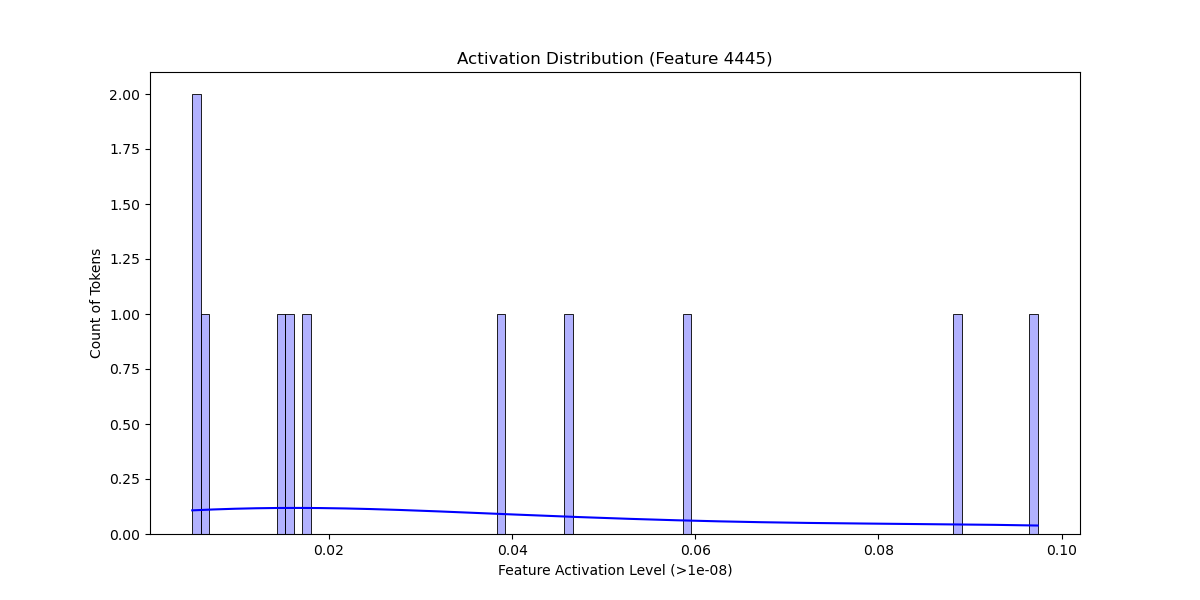 Activation Distribution (Feature 4445)
2.00
1.75
1.50
1.25
1.00
0.75
0.50
0.25
0.00
Count of Tokens
0.02 0.04 0.06 0.08 0.10
Feature Activation Level (>1e-08)